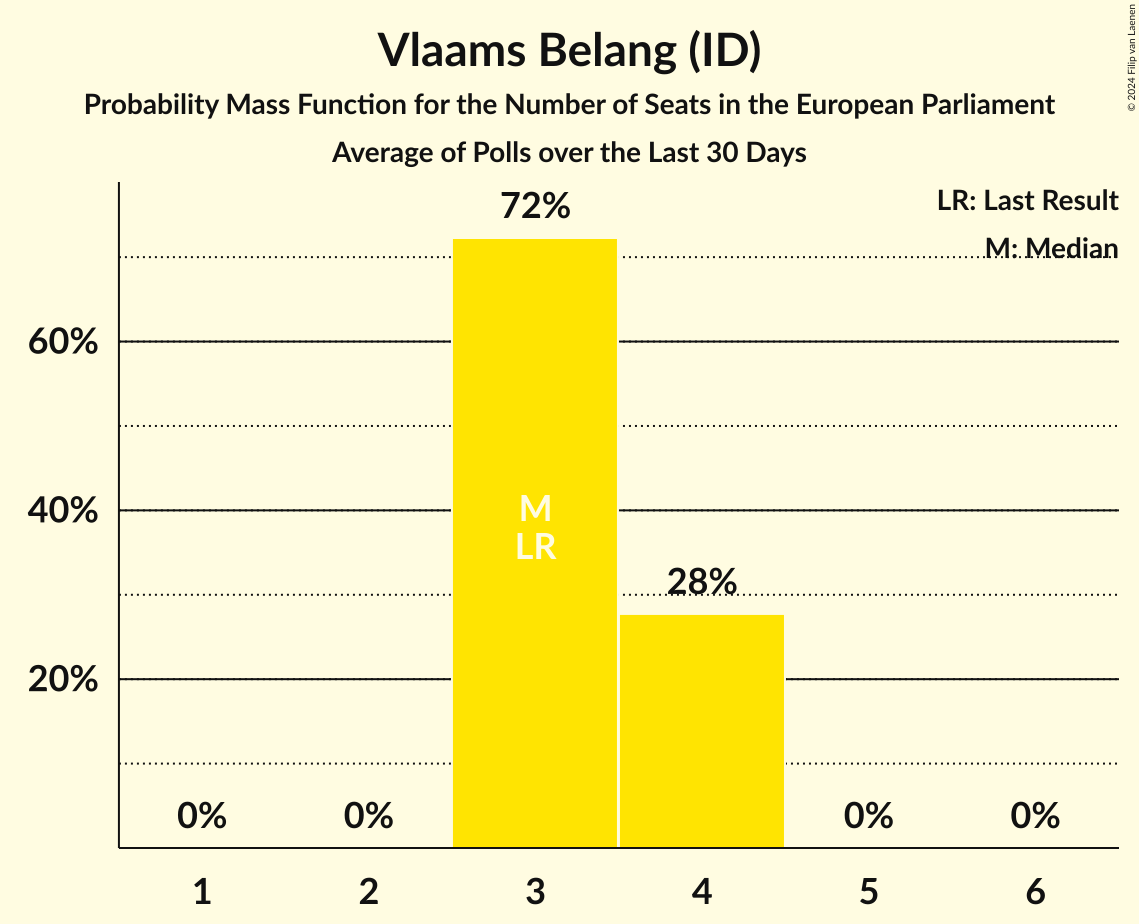 Vlaams Belang (ID)
Probability Mass Function for the Number of Seats in the European Parliament
Average of Polls over the Last 30 Days
© 2024 Filip van Laenen
LR: Last Result
M: Median
72%
60%
40%
20%
M
LR
28%
0%
0%
0%
0%
1
2
3
4
5
6